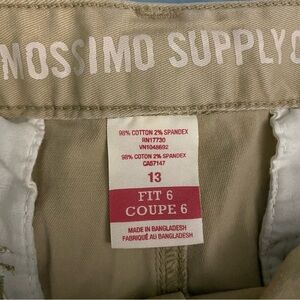 MOSSIMO SUPPLY
98% COTTON 2% SPANDEX
RN17730
VN1048692
98% COTTON 2% SPANDEX
CA57147
13
FIT 6
COUPE 6
MADE IN BANGLADESH
FABRIQUÉ AU BANGLADESH